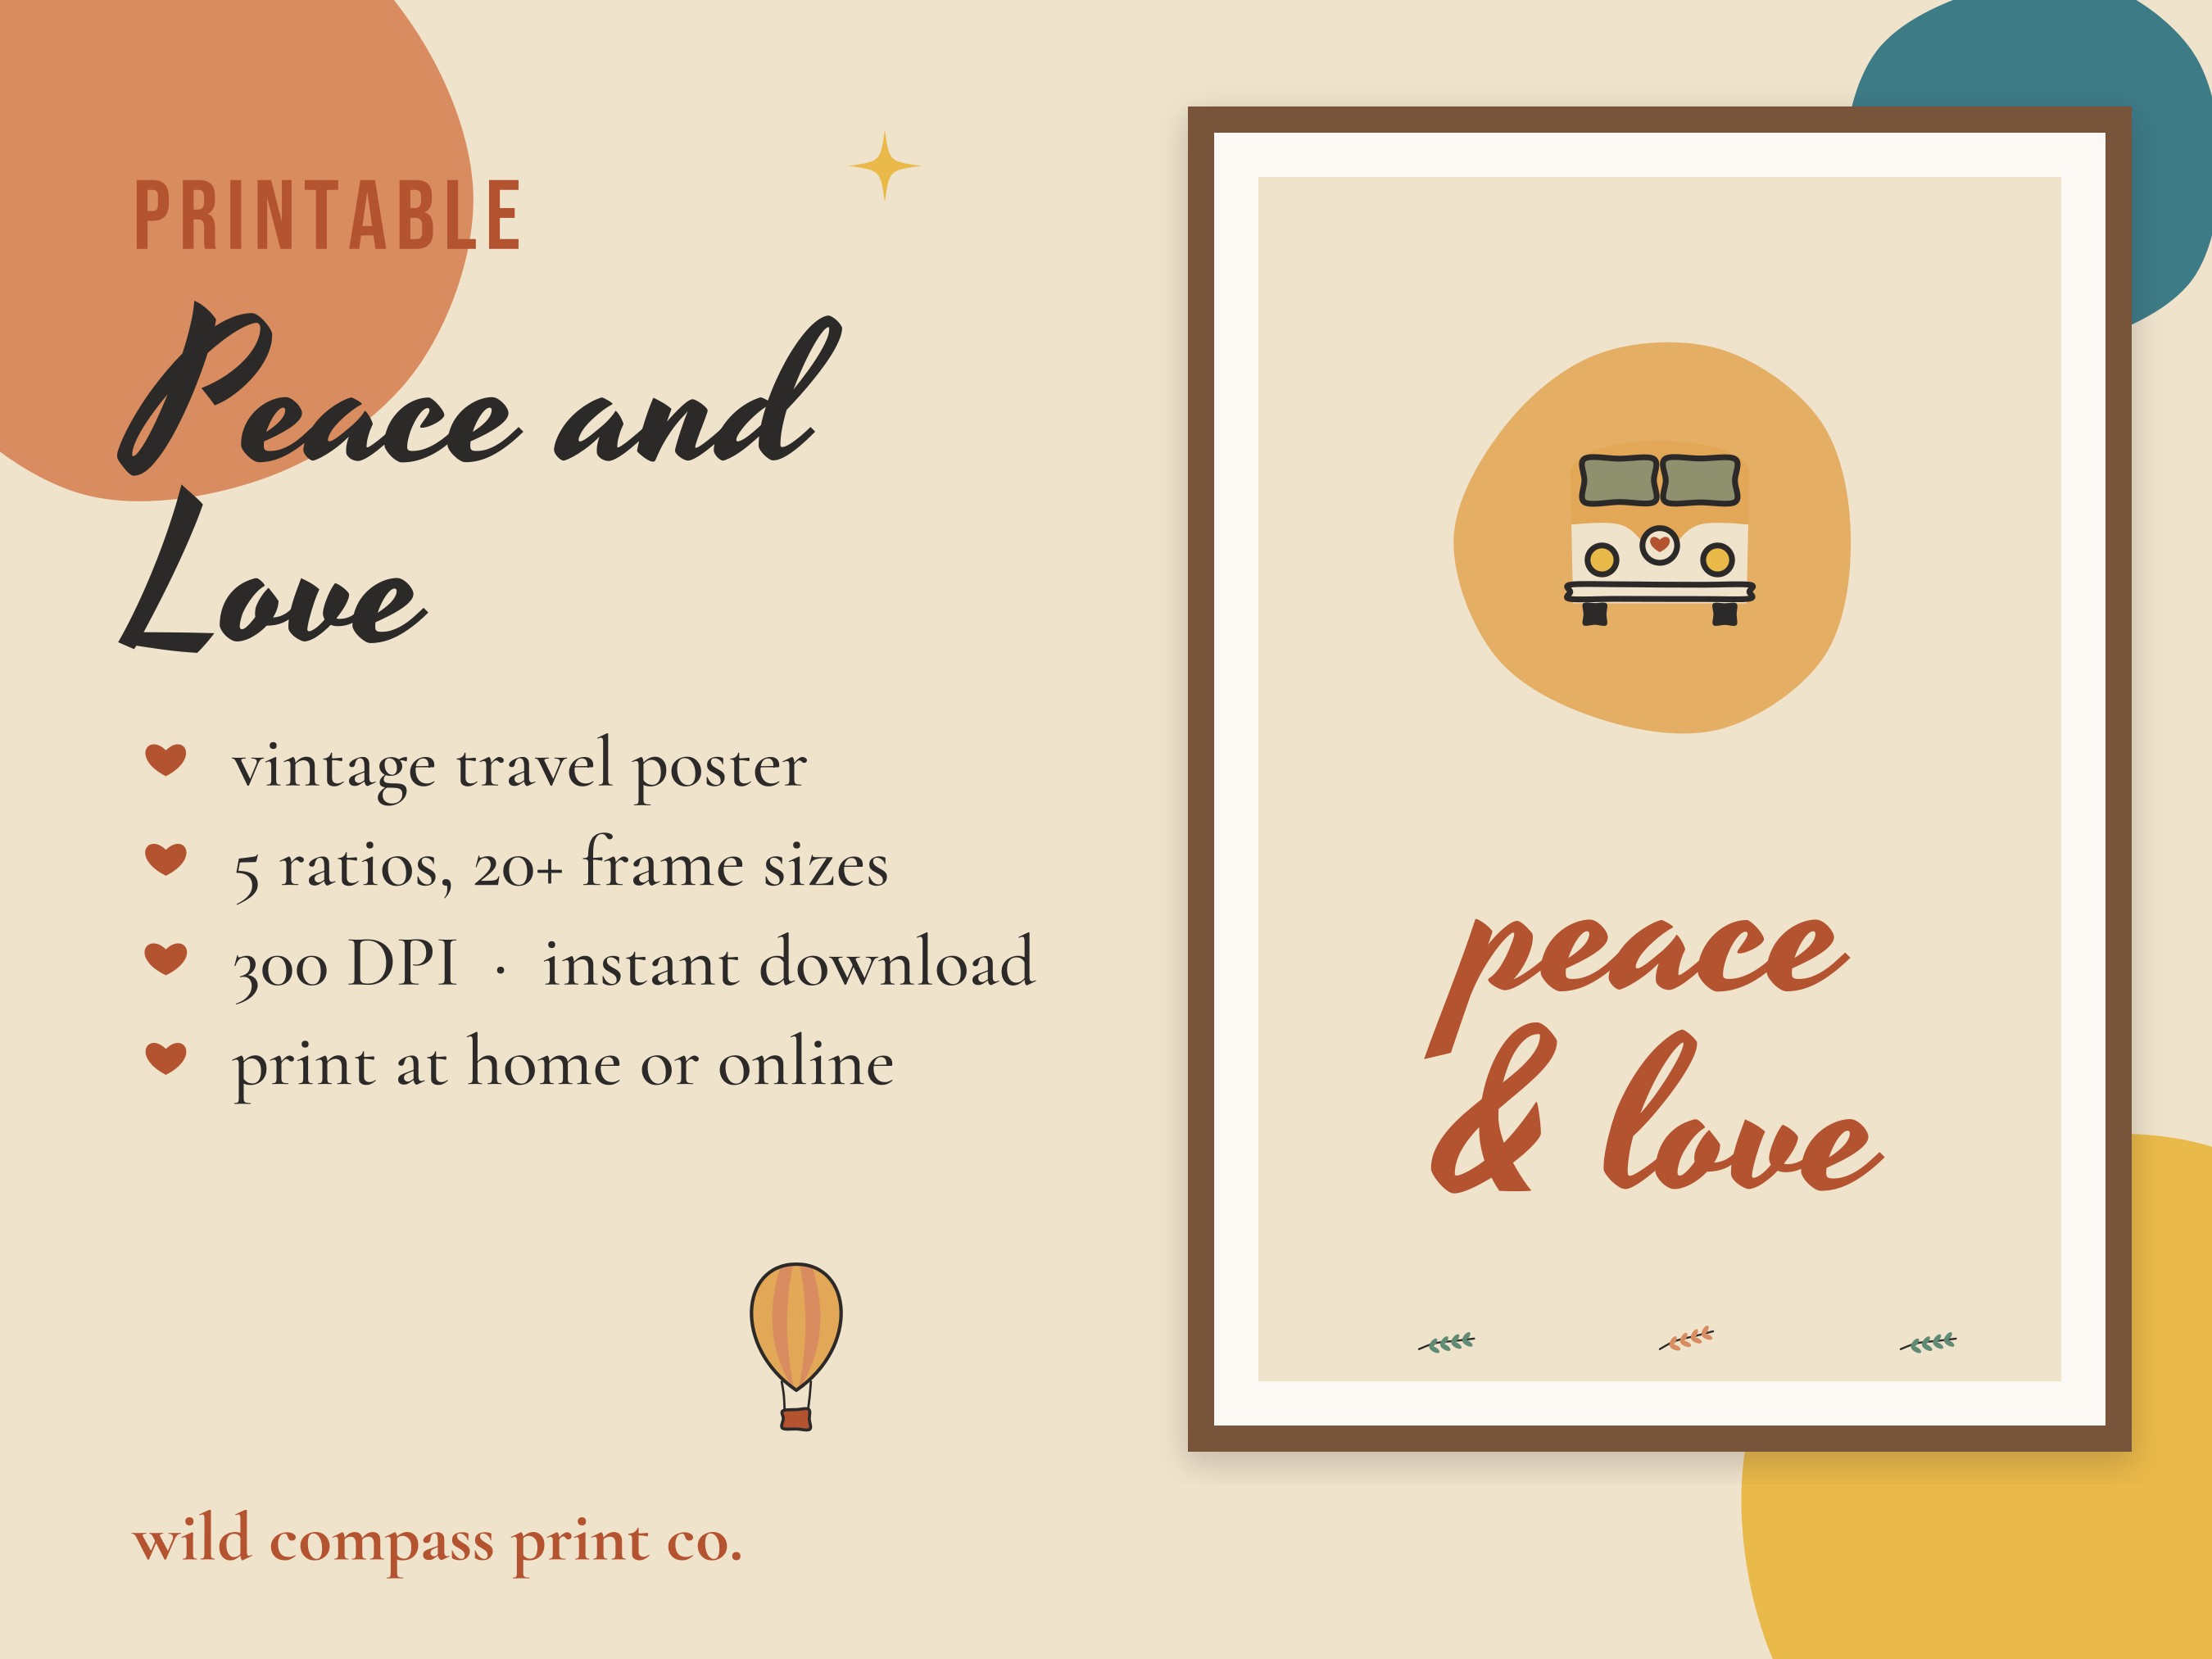 PRINTABLE
Peace and
Love
vintage travel poster
5 ratios, 20+ frame sizes
300 DPI · instant download
print at home or online
wild compass print co.
peace
& love